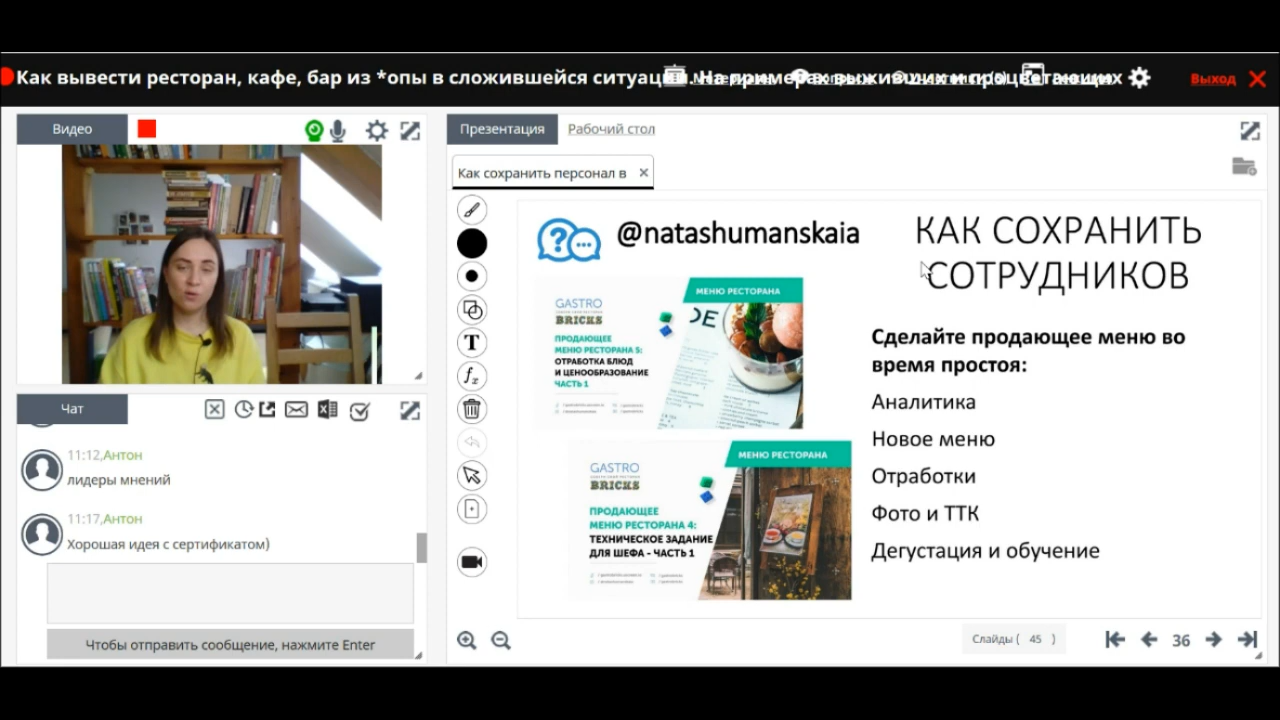 Как вывести ресторан, кафе, бар из *опы в сложившейся ситуации. На примерах выживших и процветающих
Выход
Видео
Презентация
Рабочий стол
Как сохранить персонал в
@natashumanskaia
КАК СОХРАНИТЬ
СОТРУДНИКОВ
МЕНЮ РЕСТОРАНА
GASTRO
BRICKS
ПРОДАЮЩЕЕ
МЕНЮ РЕСТОРАНА 5:
ОТРАБОТКА БЛЮД
И ЦЕНООБРАЗОВАНИЕ
ЧАСТЬ 1
МЕНЮ РЕСТОРАНА
GASTRO
BRICKS
ПРОДАЮЩЕЕ
МЕНЮ РЕСТОРАНА 4:
ТЕХНИЧЕСКОЕ ЗАДАНИЕ
ДЛЯ ШЕФА - ЧАСТЬ 1
Сделайте продающее меню во
время простоя:
Аналитика
Новое меню
Отработки
Фото и ТТК
Дегустация и обучение
Чат
11:12,Антон
лидеры мнений
11:17,Антон
Хорошая идея с сертификатом)
Чтобы отправить сообщение, нажмите Enter
Слайды ( 45 )
36